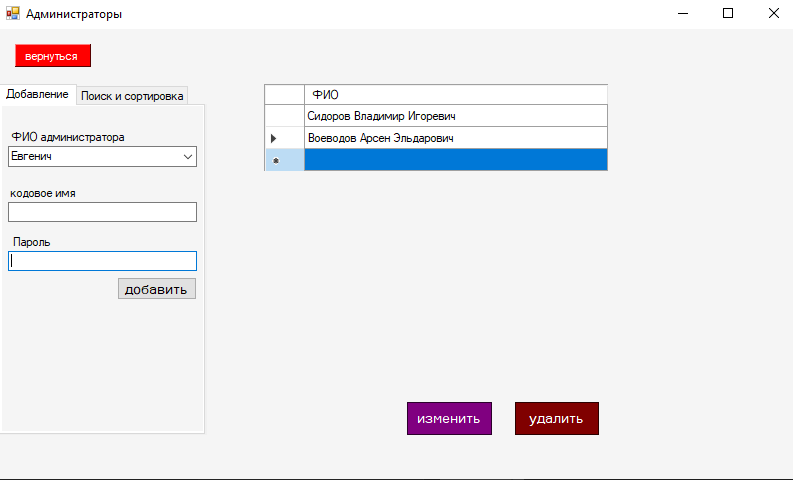 Администраторы
вернуться
Добавление
Поиск и сортировка
ФИО администратора
Евгенич
кодовое имя
Пароль
добавить
ФИО
Сидоров Владимир Игоревич
Воеводов Арсен Эльдарович
изменить
удалить